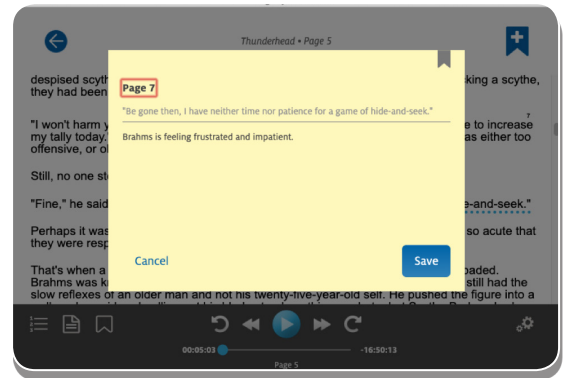 Thunderhead • Page 5
despised scyth
king a scythe,
they had been
7
"I won't harm y
e to increase
my tally today.
as either too
offensive, or ol
Still, no one st
"Fine," he said
e-and-seek."
Perhaps it was
so acute that
they were resp
That's when a
oaded.
Brahms was k
still had the
slow reflexes of an older man and not his twenty-five-year-old self. He pushed the figure into a
Page 7
"Be gone then, I have neither time nor patience for a game of hide-and-seek."
Brahms is feeling frustrated and impatient.
Cancel
Save
00:05:03
-16:50:13
Page 5